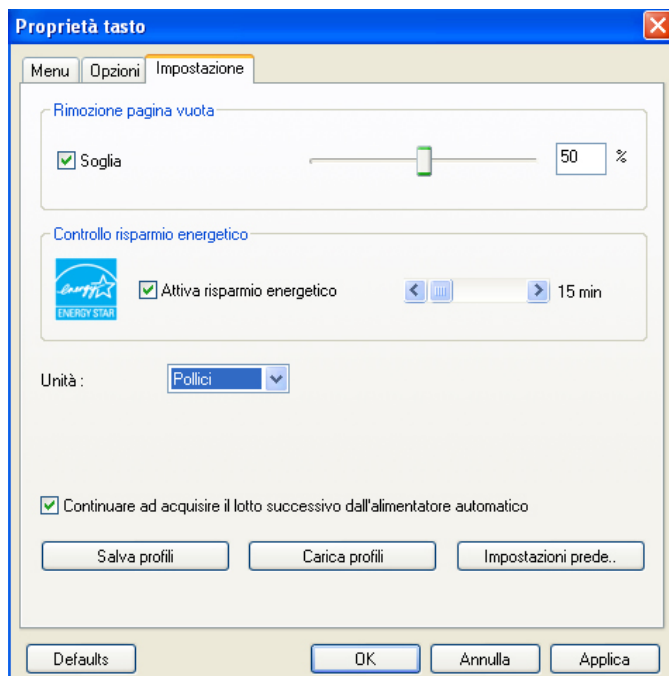 Proprietà tasto
Menu Opzioni Impostazione
Rimozione pagina vuota
Soglia 50 %
Controllo risparmio energetico
energy
ENERGY STAR
Attiva risparmio energetico 15 min
Unità : Pollici
Continuare ad acquisire il lotto successivo dall'alimentatore automatico
Salva profili Carica profili Impostazioni prede..
Defaults OK Annulla Applica